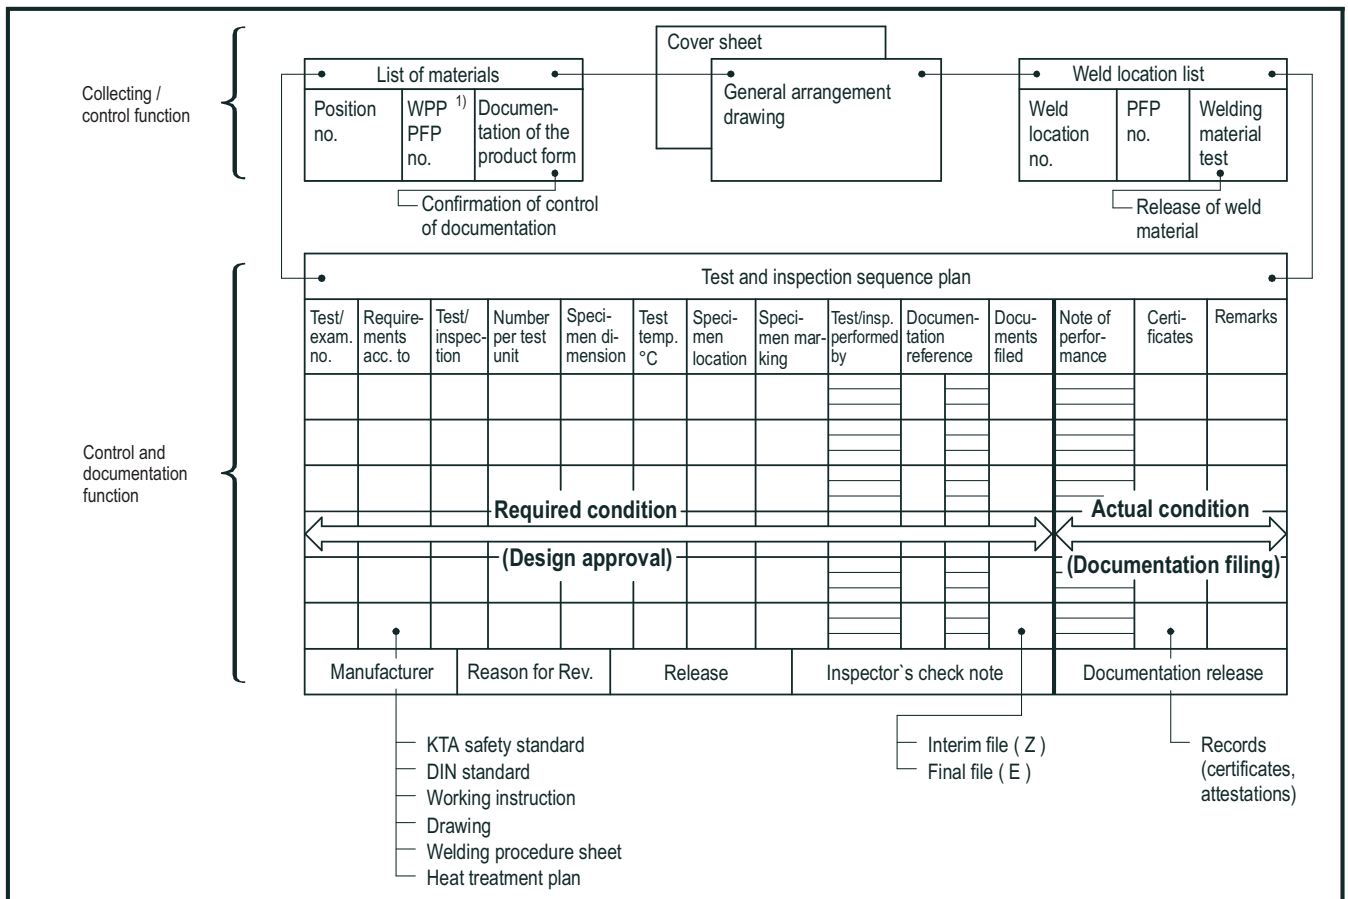 Collecting /
control function
Cover sheet
List of materials
General arrangement
drawing
Weld location list
Position
no.
WPP 1)
PFP
no.
Documen-
tation of the
product form
Weld
location
no.
PFP
no.
Welding
material
test
Confirmation of control
of documentation
Release of weld
material
Control and
documentation
function
Test and inspection sequence plan
Test/
exam.
no.
Require-
ments
acc. to
Test/
inspec-
tion
Number
per test
unit
Speci-
men di-
mension
Test
temp.
°C
Speci-
men
location
Speci-
men mar-
king
Test/insp.
performed
by
Documen-
tation
reference
Docu-
ments
filed
Note of
perfor-
mance
Certi-
ficates
Remarks
Required condition
(Design approval)
Actual condition
(Documentation filing)
Manufacturer
Reason for Rev.
Release
Inspector`s check note
Documentation release
KTA safety standard
DIN standard
Working instruction
Drawing
Welding procedure sheet
Heat treatment plan
Interim file ( Z )
Final file ( E )
Records
(certificates,
attestations)